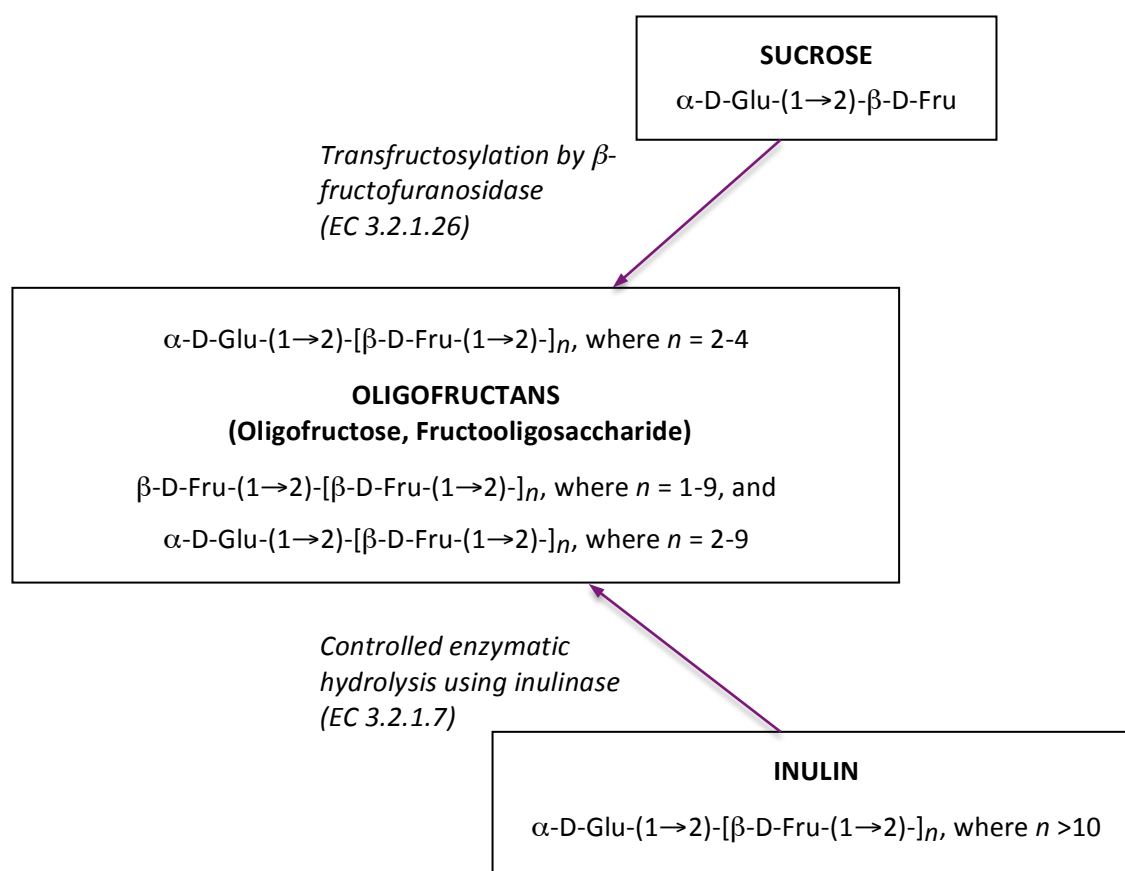 SUCROSE
α-D-Glu-(1→2)-β-D-Fru
Transfructosylation by β-
fructofuranosidase
(EC 3.2.1.26)
α-D-Glu-(1→2)-[β-D-Fru-(1→2)-]n, where n = 2-4
OLIGOFRUCTANS
(Oligofructose, Fructooligosaccharide)
β-D-Fru-(1→2)-[β-D-Fru-(1→2)-]n, where n = 1-9, and
α-D-Glu-(1→2)-[β-D-Fru-(1→2)-]n, where n = 2-9
Controlled enzymatic
hydrolysis using inulinase
(EC 3.2.1.7)
INULIN
α-D-Glu-(1→2)-[β-D-Fru-(1→2)-]n, where n >10